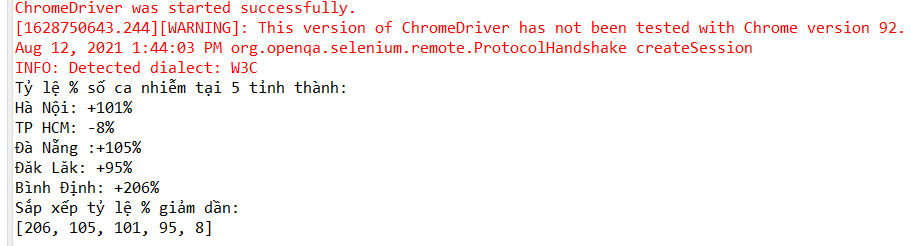 ChromeDriver was started successfully.
[1628750643.244][WARNING]: This version of ChromeDriver has not been tested with Chrome version 92.
Aug 12, 2021 1:44:03 PM org.openqa.selenium.remote.ProtocolHandshake createSession
INFO: Detected dialect: W3C
Tỷ lệ % số ca nhiễm tại 5 tỉnh thành:
Hà Nội: +101%
TP HCM: -8%
Đà Nẵng :+105%
Đăk Lăk: +95%
Bình Định: +206%
Sắp xếp tỷ lệ % giảm dần:
[206, 105, 101, 95, 8]